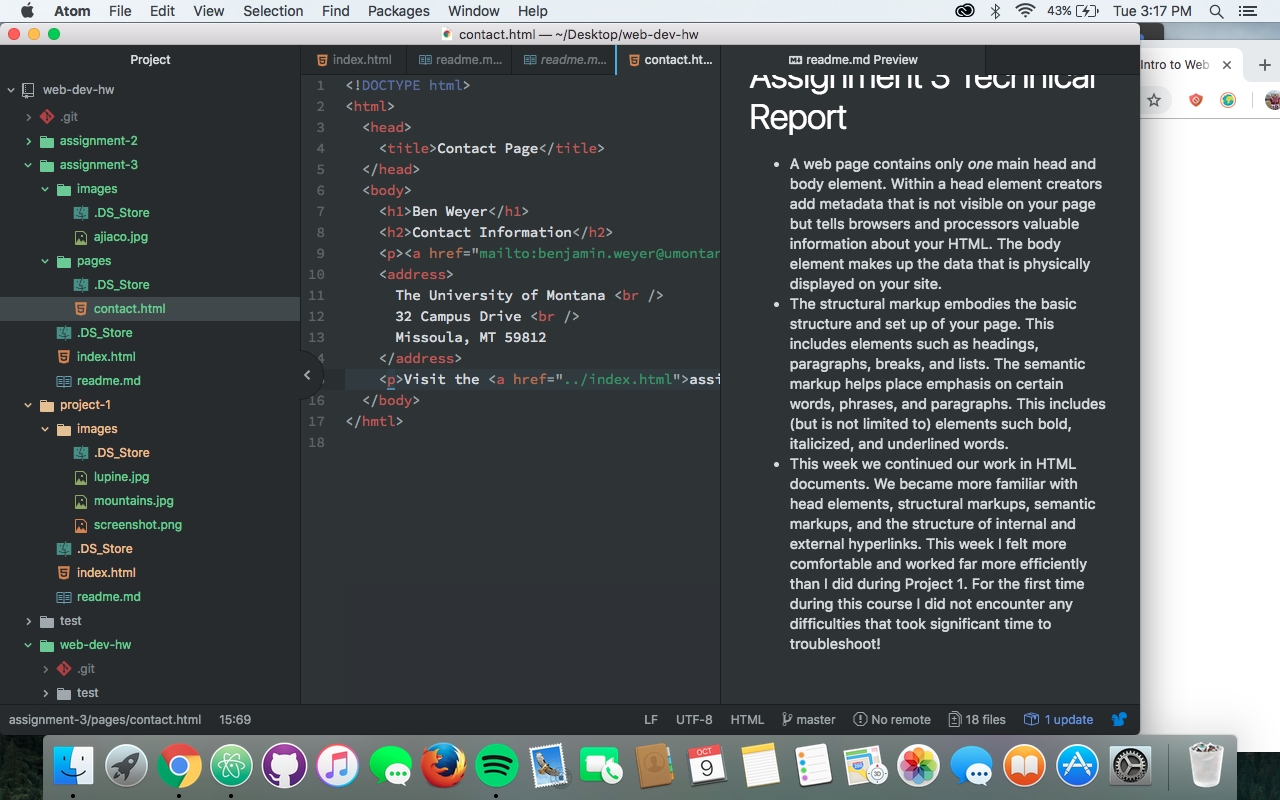 Atom File Edit View Selection Find Packages Window Help 43% Tue 3:17 PM
contact.html — ~/Desktop/web-dev-hw
Intro to Web
Project
web-dev-hw
.git
assignment-2
assignment-3
images
.DS_Store
ajiaco.jpg
pages
.DS_Store
contact.html
.DS_Store
index.html
readme.md
project-1
images
.DS_Store
lupine.jpg
mountains.jpg
screenshot.png
.DS_Store
index.html
readme.md
test
web-dev-hw
.git
test
index.html readme.m... readme.m... contact.ht... readme.md Preview
1 <!DOCTYPE html>
2 <html>
3 <head>
4 <title>Contact Page</title>
5 </head>
6 <body>
7 <h1>Ben Weyer</h1>
8 <h2>Contact Information</h2>
9 <p><a href="mailto:benjamin.weyer@umontan
10 <address>
11 The University of Montana <br />
12 32 Campus Drive <br />
13 Missoula, MT 59812
4 </address>
<p>Visit the <a href="../index.html">assi
16 </body>
17 </hmtl>
18
Assignment 3 Technical
Report
• A web page contains only one main head and
body element. Within a head element creators
add metadata that is not visible on your page
but tells browsers and processors valuable
information about your HTML. The body
element makes up the data that is physically
displayed on your site.
• The structural markup embodies the basic
structure and set up of your page. This
includes elements such as headings,
paragraphs, breaks, and lists. The semantic
markup helps place emphasis on certain
words, phrases, and paragraphs. This includes
(but is not limited to) elements such bold,
italicized, and underlined words.
• This week we continued our work in HTML
documents. We became more familiar with
head elements, structural markups, semantic
markups, and the structure of internal and
external hyperlinks. This week I felt more
comfortable and worked far more efficiently
than I did during Project 1. For the first time
during this course I did not encounter any
difficulties that took significant time to
troubleshoot!
assignment-3/pages/contact.html 15:69 LF UTF-8 HTML master No remote 18 files 1 update
OCT
9
3D